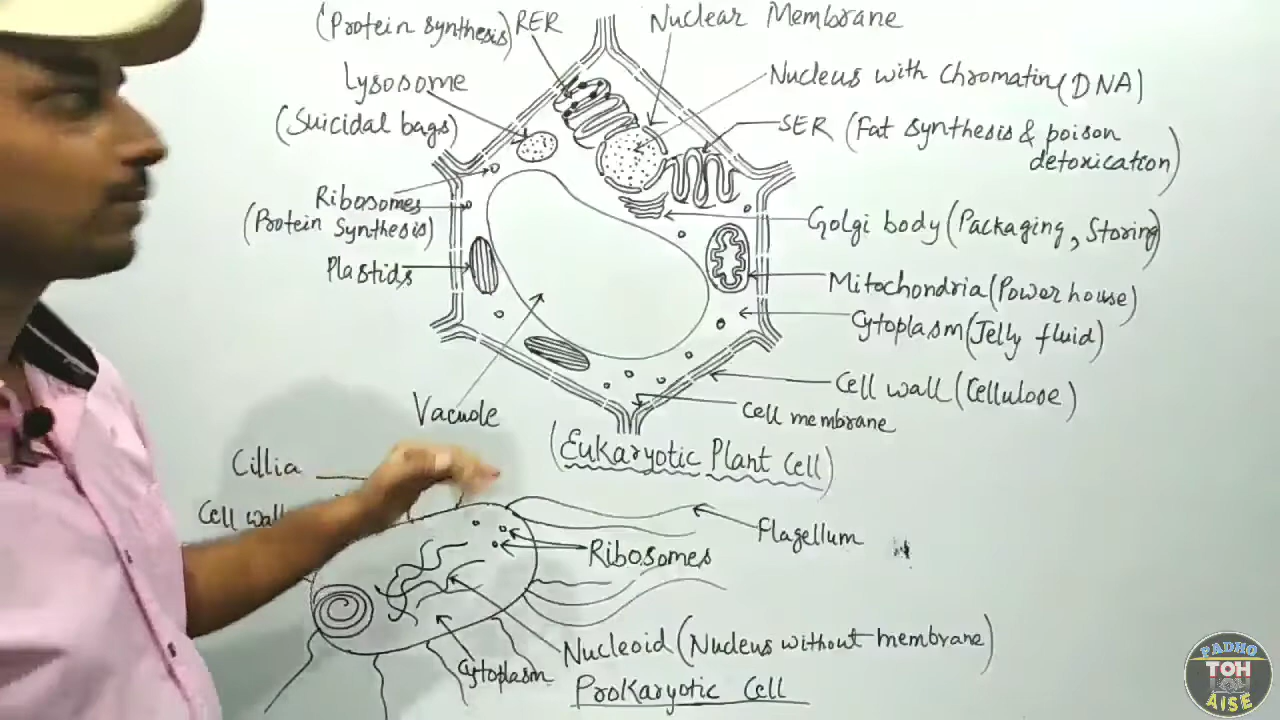 (Protein synthesis) RER
Nuclear Membrane
Lysosome
(Suicidal bags)
Nucleus with Chromatin (DNA)
SER (Fat synthesis & poison
detoxication)
Ribosomes
(Protein Synthesis)
Golgi body (Packaging, Storing)
Plastids
Mitochondria (Power house)
Cytoplasm (Jelly fluid)
Cell wall (Cellulose)
Vacuole
Cell membrane
(Eukaryotic Plant Cell)
Cillia
Cell wall
Flagellum
Ribosomes
Nucleoid (Nucleus without membrane)
Cytoplasm
Prokaryotic Cell
PADHO
TOH
AISE